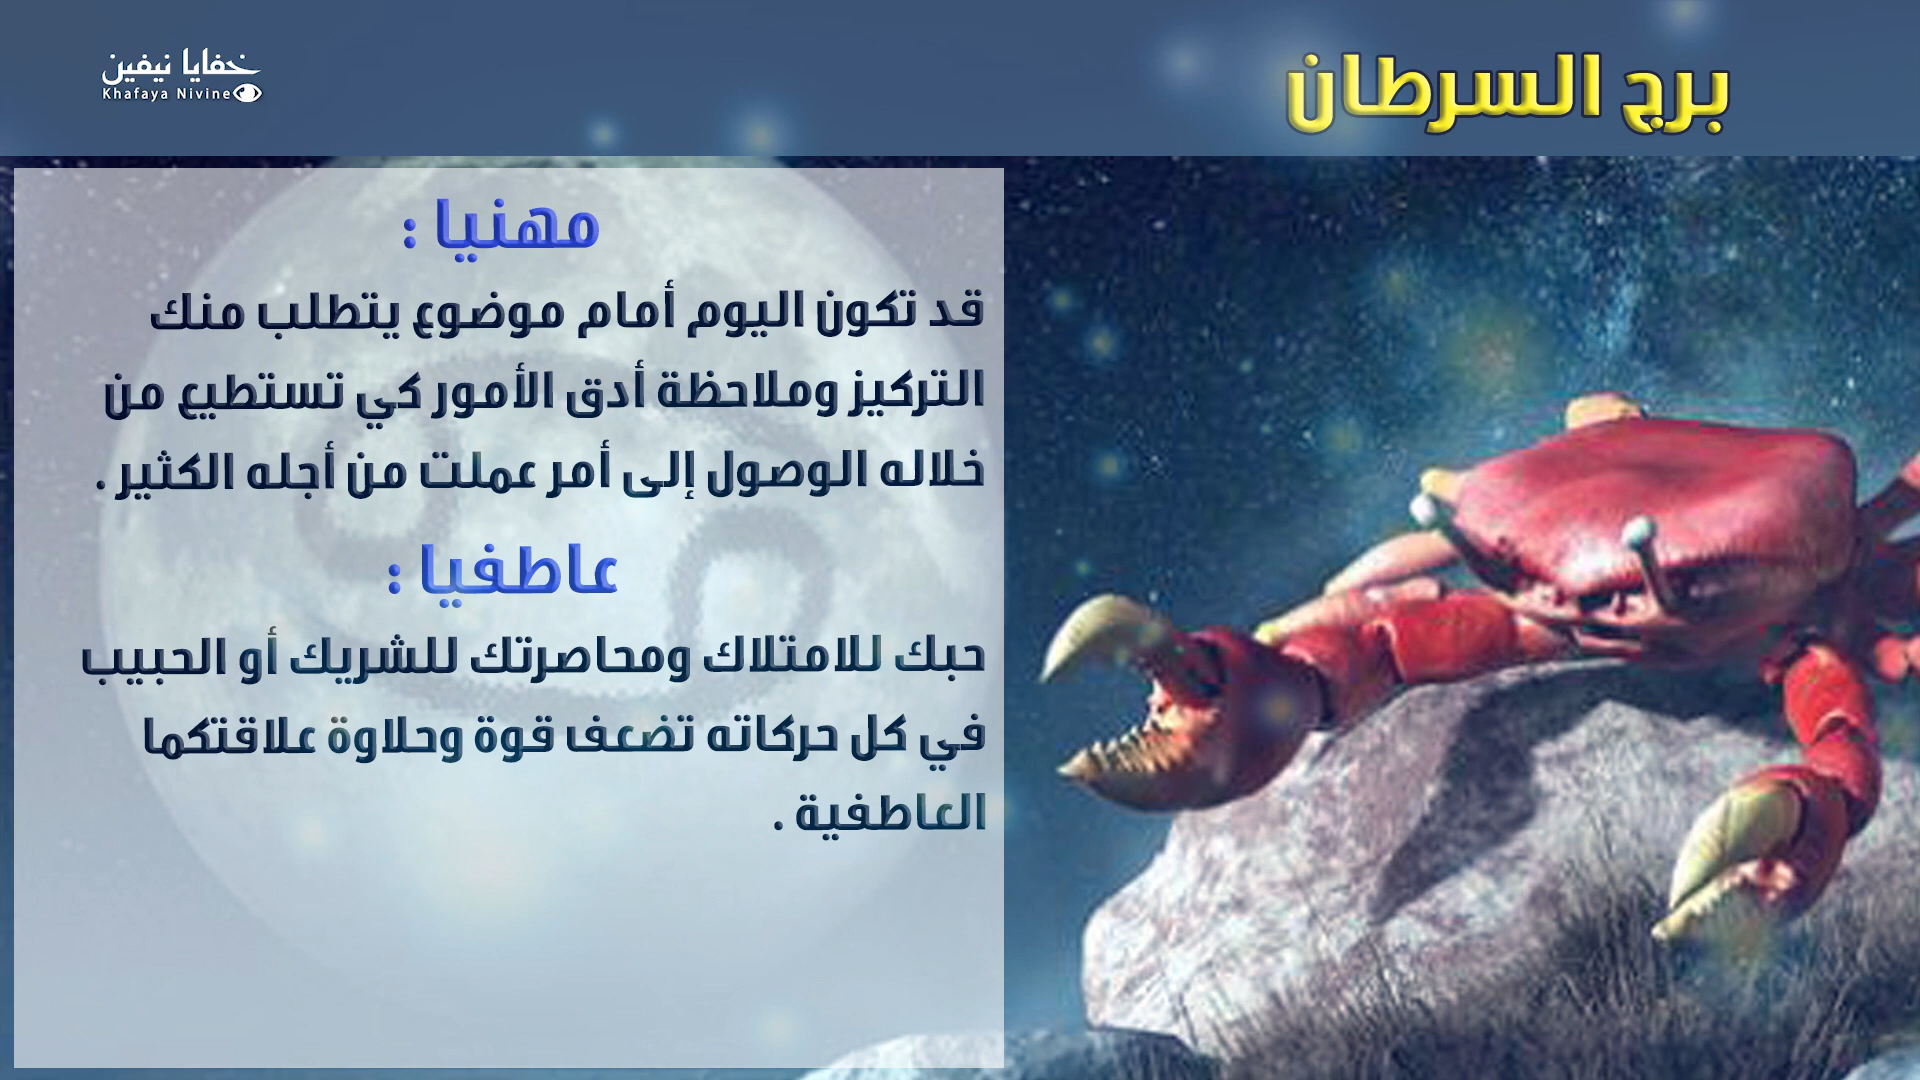 برج السرطان
خفايا نيفين
Khafaya Nivine
مهنيا :
قد تكون اليوم أمام موضوع يتطلب منك
التركيز وملاحظة أدق الأمور كي تستطيع من
خلاله الوصول إلى أمر عملت من أجله الكثير .
عاطفيا :
حبك للامتلاك ومحاصرتك للشريك أو الحبيب
في كل حركاته تضعف قوة وحلاوة علاقتكما
العاطفية .